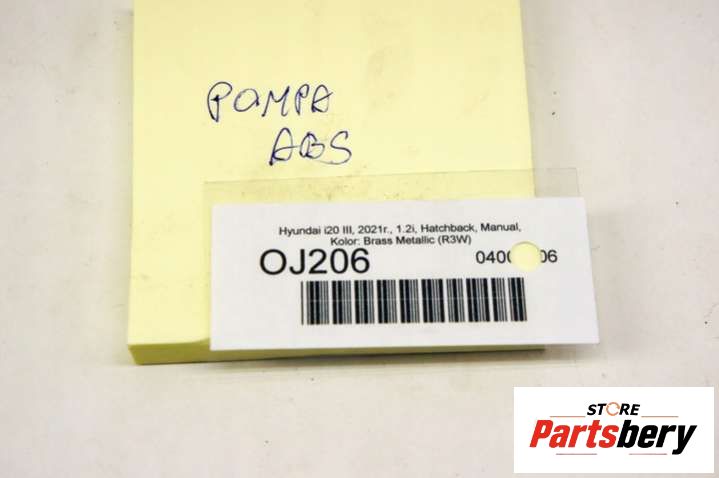 POMPA
ABS
Hyundai i20 III, 2021r., 1.2i, Hatchback, Manual,
Kolor: Brass Metallic (R3W)
OJ206
STORE
Partsbery